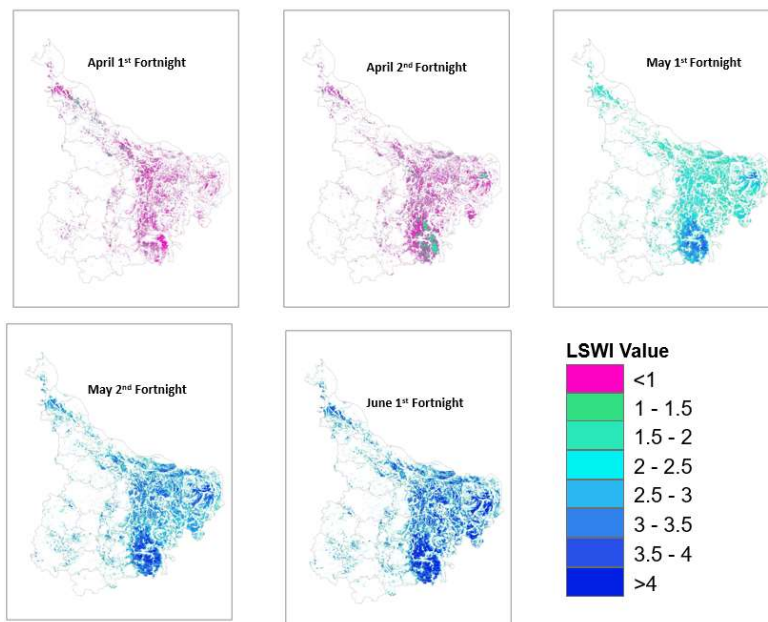 April 1st Fortnight
April 2nd Fortnight
May 1st Fortnight
May 2nd Fortnight
June 1st Fortnight
LSWI Value
<1
1 - 1.5
1.5 - 2
2 - 2.5
2.5 - 3
3 - 3.5
3.5 - 4
>4